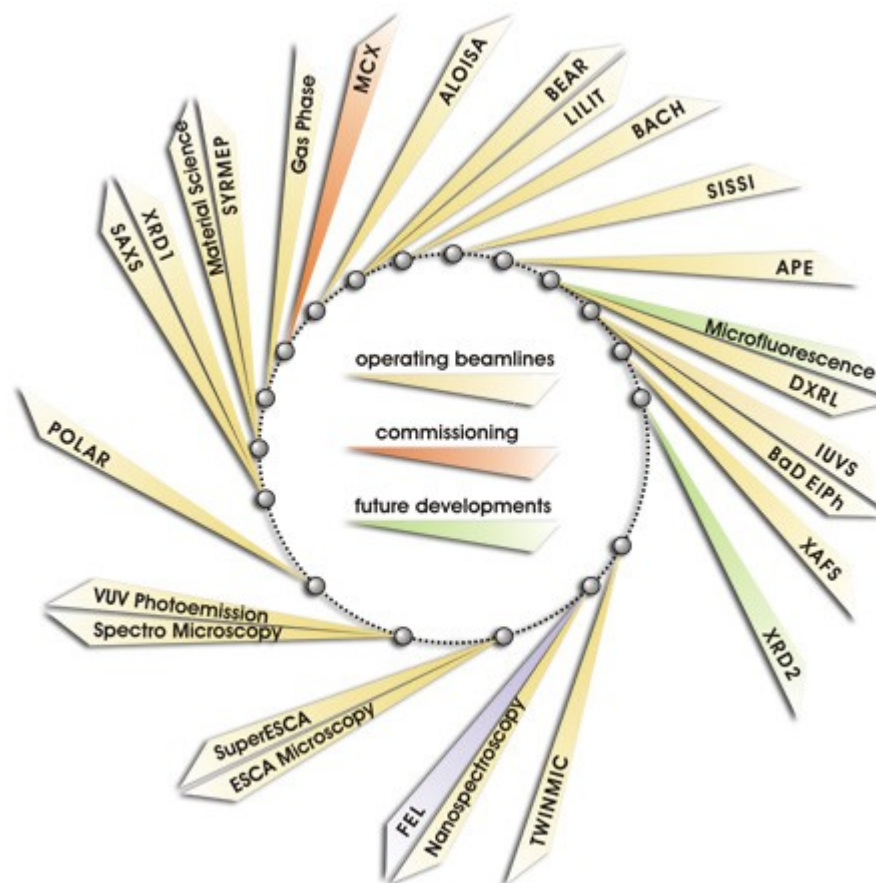 MCX
ALOISA
BEAR
LILIT
BACH
SISSI
APE
Microfluorescence
DXRL
IUVS
BaD ElPh
XAFS
XRD2
TWINMIC
Nanospectroscopy
FEL
ESCA Microscopy
SuperESCA
Spectro Microscopy
VUV Photoemission
POLAR
SAXS
XRD1
Material Science
SYRMEP
Gas Phase
operating beamlines
commissioning
future developments